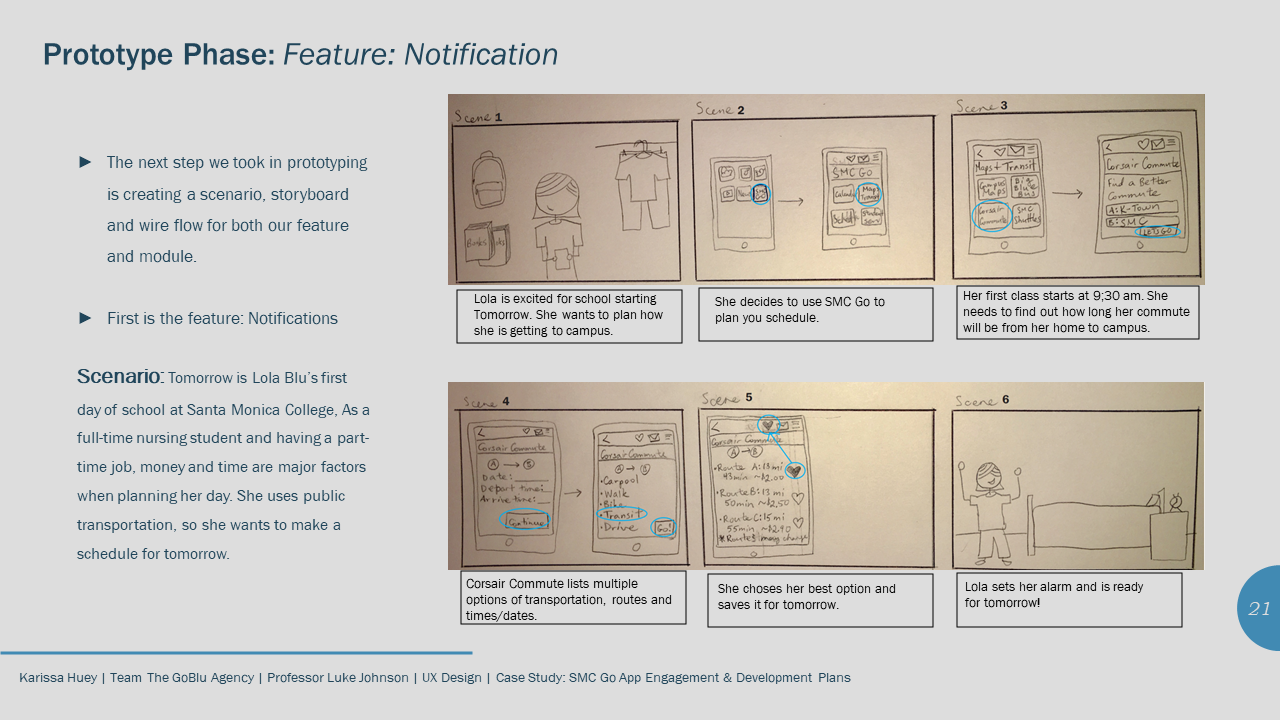 Prototype Phase: Feature: Notification
► The next step we took in prototyping
is creating a scenario, storyboard
and wire flow for both our feature
and module.
► First is the feature: Notifications
Scenario: Tomorrow is Lola Blu's first
day of school at Santa Monica College, As a
full-time nursing student and having a part-
time job, money and time are major factors
when planning her day. She uses public
transportation, so she wants to make a
schedule for tomorrow.
Scene 1
Books
Lola is excited for school starting
Tomorrow. She wants to plan how
she is getting to campus.
Scene 2
SMC GO
Maps
Transit
She decides to use SMC Go to
plan you schedule.
Scene 3
<
Maps + Transit
Campus
Maps
Big
Blue
Bus
Corsair
Commute
SMC
Shuttles
<
Corsair Commute
Find a Better
Commute
A: K-Town
B: SMC
LET'S GO
Her first class starts at 9;30 am. She
needs to find out how long her commute
will be from her home to campus.
Scene 4
<
Corsair Commute
A → B
Date:
Depart time:
Arrive time:
Continue
<
Corsair Commute
A → B
• Carpool
• Walk
• Bike
• Transit
• Drive
Go!
Corsair Commute lists multiple
options of transportation, routes and
times/dates.
Scene 5
<
Corsair Commute
A → B
• Route A: 13 mi
43min ~$2.00
• Route B: 13 mi
50min ~$2.50
• Route C: 15 mi
55min ~$2.90
* Routes may change
She choses her best option and
saves it for tomorrow.
Scene 6
Lola sets her alarm and is ready
for tomorrow!
21
Karissa Huey | Team The GoBlu Agency | Professor Luke Johnson | UX Design | Case Study: SMC Go App Engagement & Development Plans